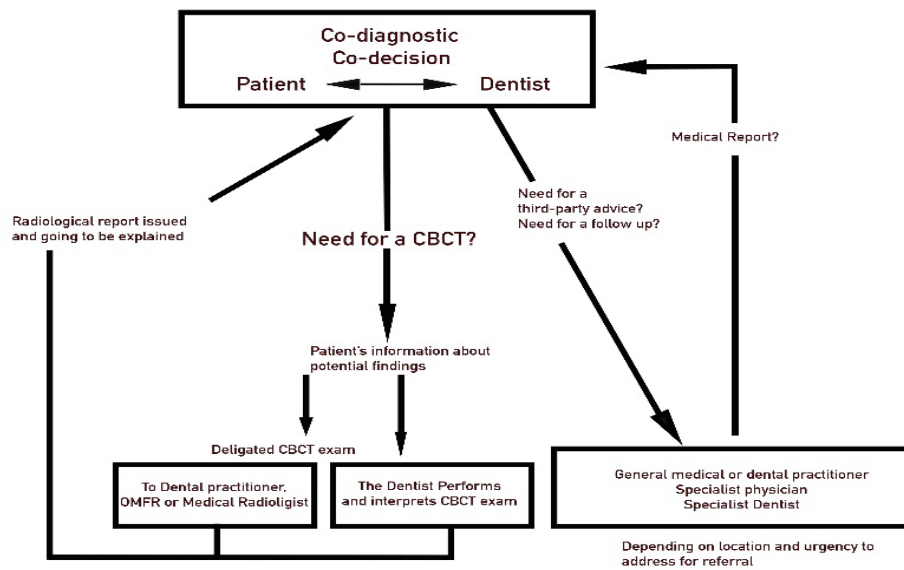 Co-diagnostic
Co-decision
Patient
Dentist
Medical Report?
Need for a
third-party advice?
Need for a follow up?
Radiological report issued
and going to be explained
Need for a CBCT?
Patient's information about
potential findings
Deligated CBCT exam
To Dental practitioner,
OMFR or Medical Radioligist
The Dentist Performs
and interprets CBCT exam
General medical or dental practitioner
Specialist physician
Specialist Dentist
Depending on location and urgency to
address for referral